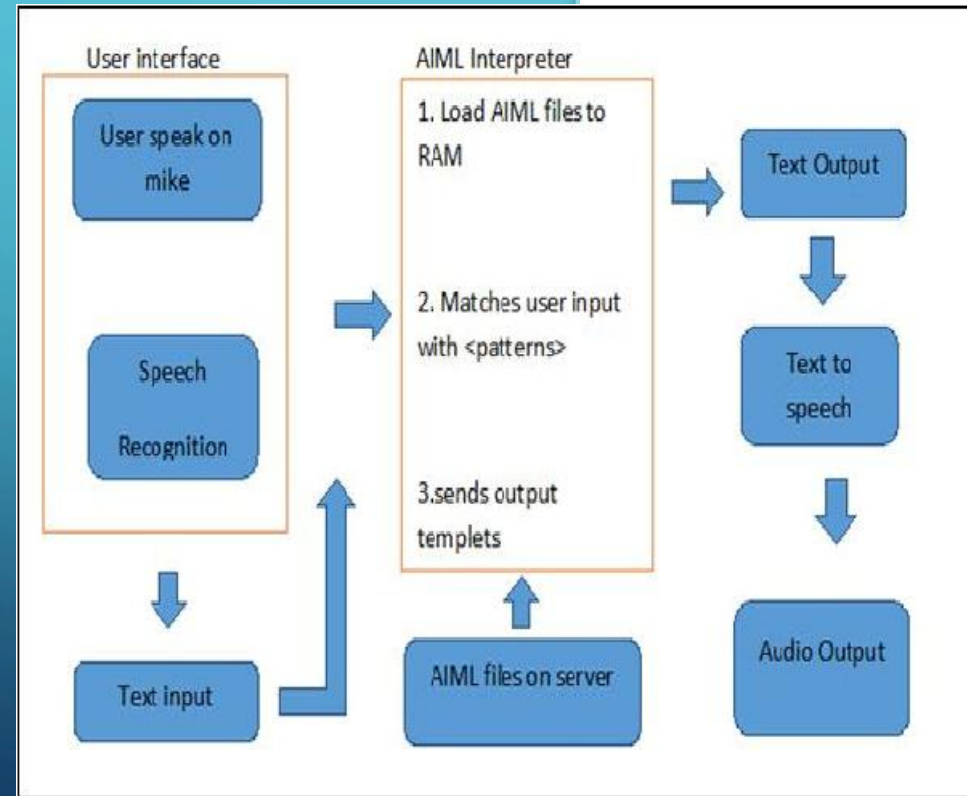 User interface
User speak on
mike
Speech
Recognition
Text input
AIML Interpreter
1. Load AIML files to
RAM
2. Matches user input
with <patterns>
3.sends output
templets
AIML files on server
Text Output
Text to
speech
Audio Output